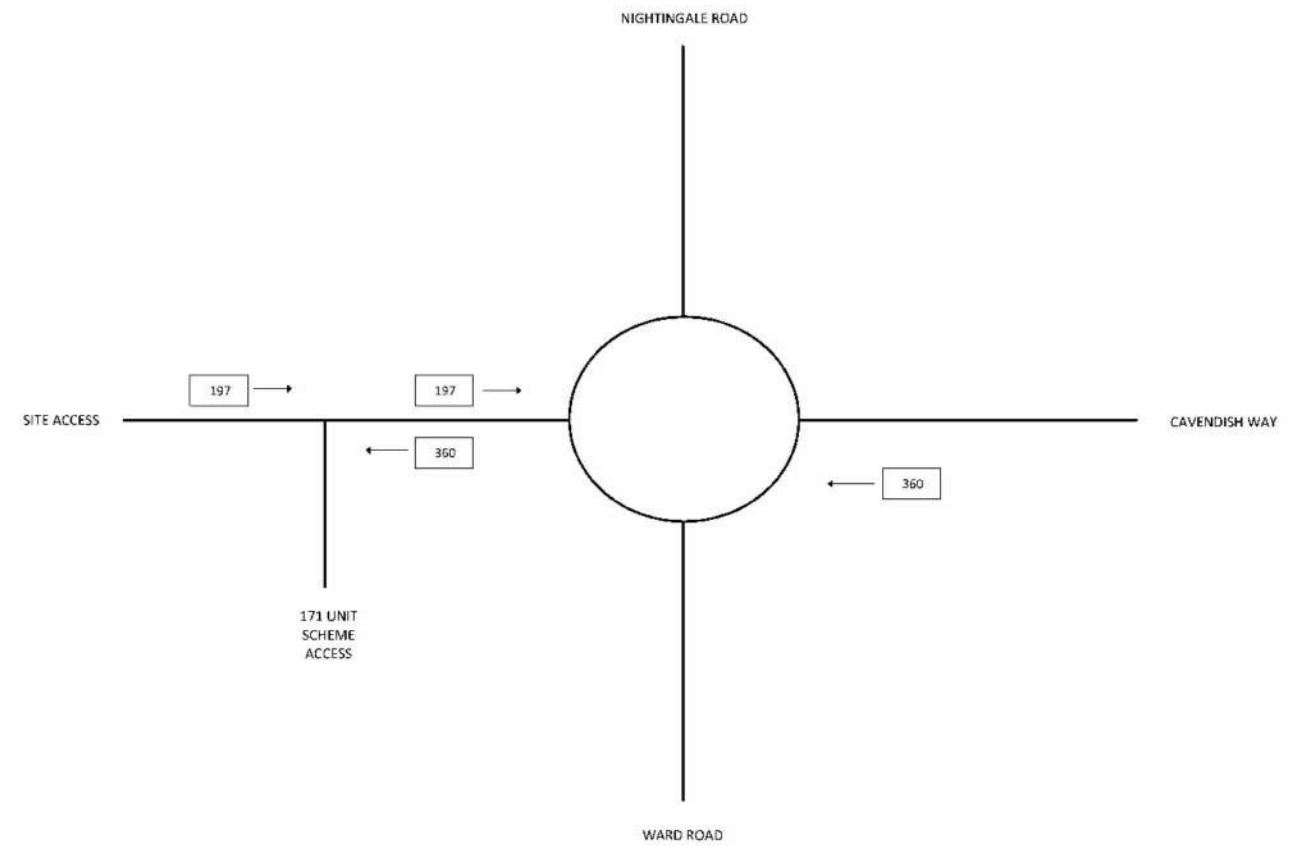 NIGHTINGALE ROAD
197
197
SITE ACCESS
CAVENDISH WAY
360
360
171 UNIT
SCHEME
ACCESS
WARD ROAD